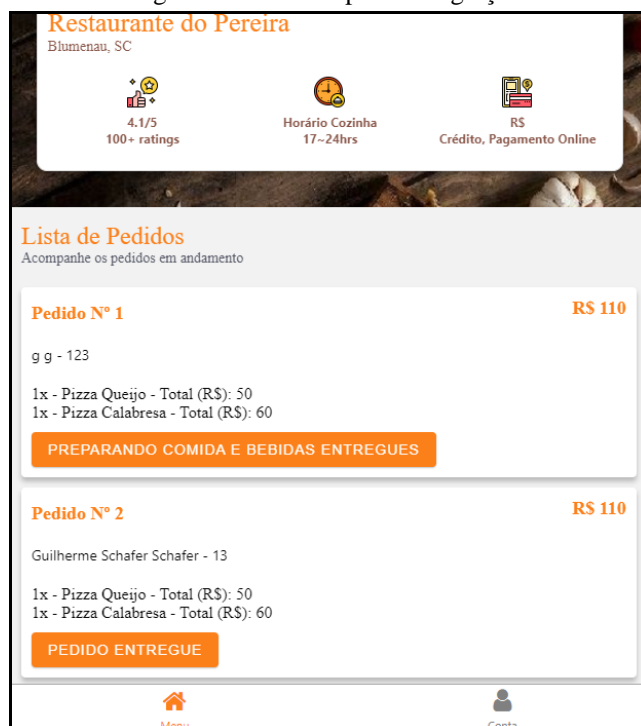 Restaurante do Pereira
Blumenau, SC
4.1/5
100+ ratings
Horário Cozinha
17~24hrs
R$
Crédito, Pagamento Online
Lista de Pedidos
Acompanhe os pedidos em andamento
Pedido Nº 1
R$ 110
g g - 123
1x - Pizza Queijo - Total (R$): 50
1x - Pizza Calabresa - Total (R$): 60
PREPARANDO COMIDA E BEBIDAS ENTREGUES
Pedido Nº 2
R$ 110
Guilherme Schafer Schafer - 13
1x - Pizza Queijo - Total (R$): 50
1x - Pizza Calabresa - Total (R$): 60
PEDIDO ENTREGUE
Menu
Conta